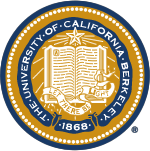 ·THE·UNIVERSITY·OF·CALIFORNIA·BERKELEY·
LET THERE BE LIGHT
·1868·
®